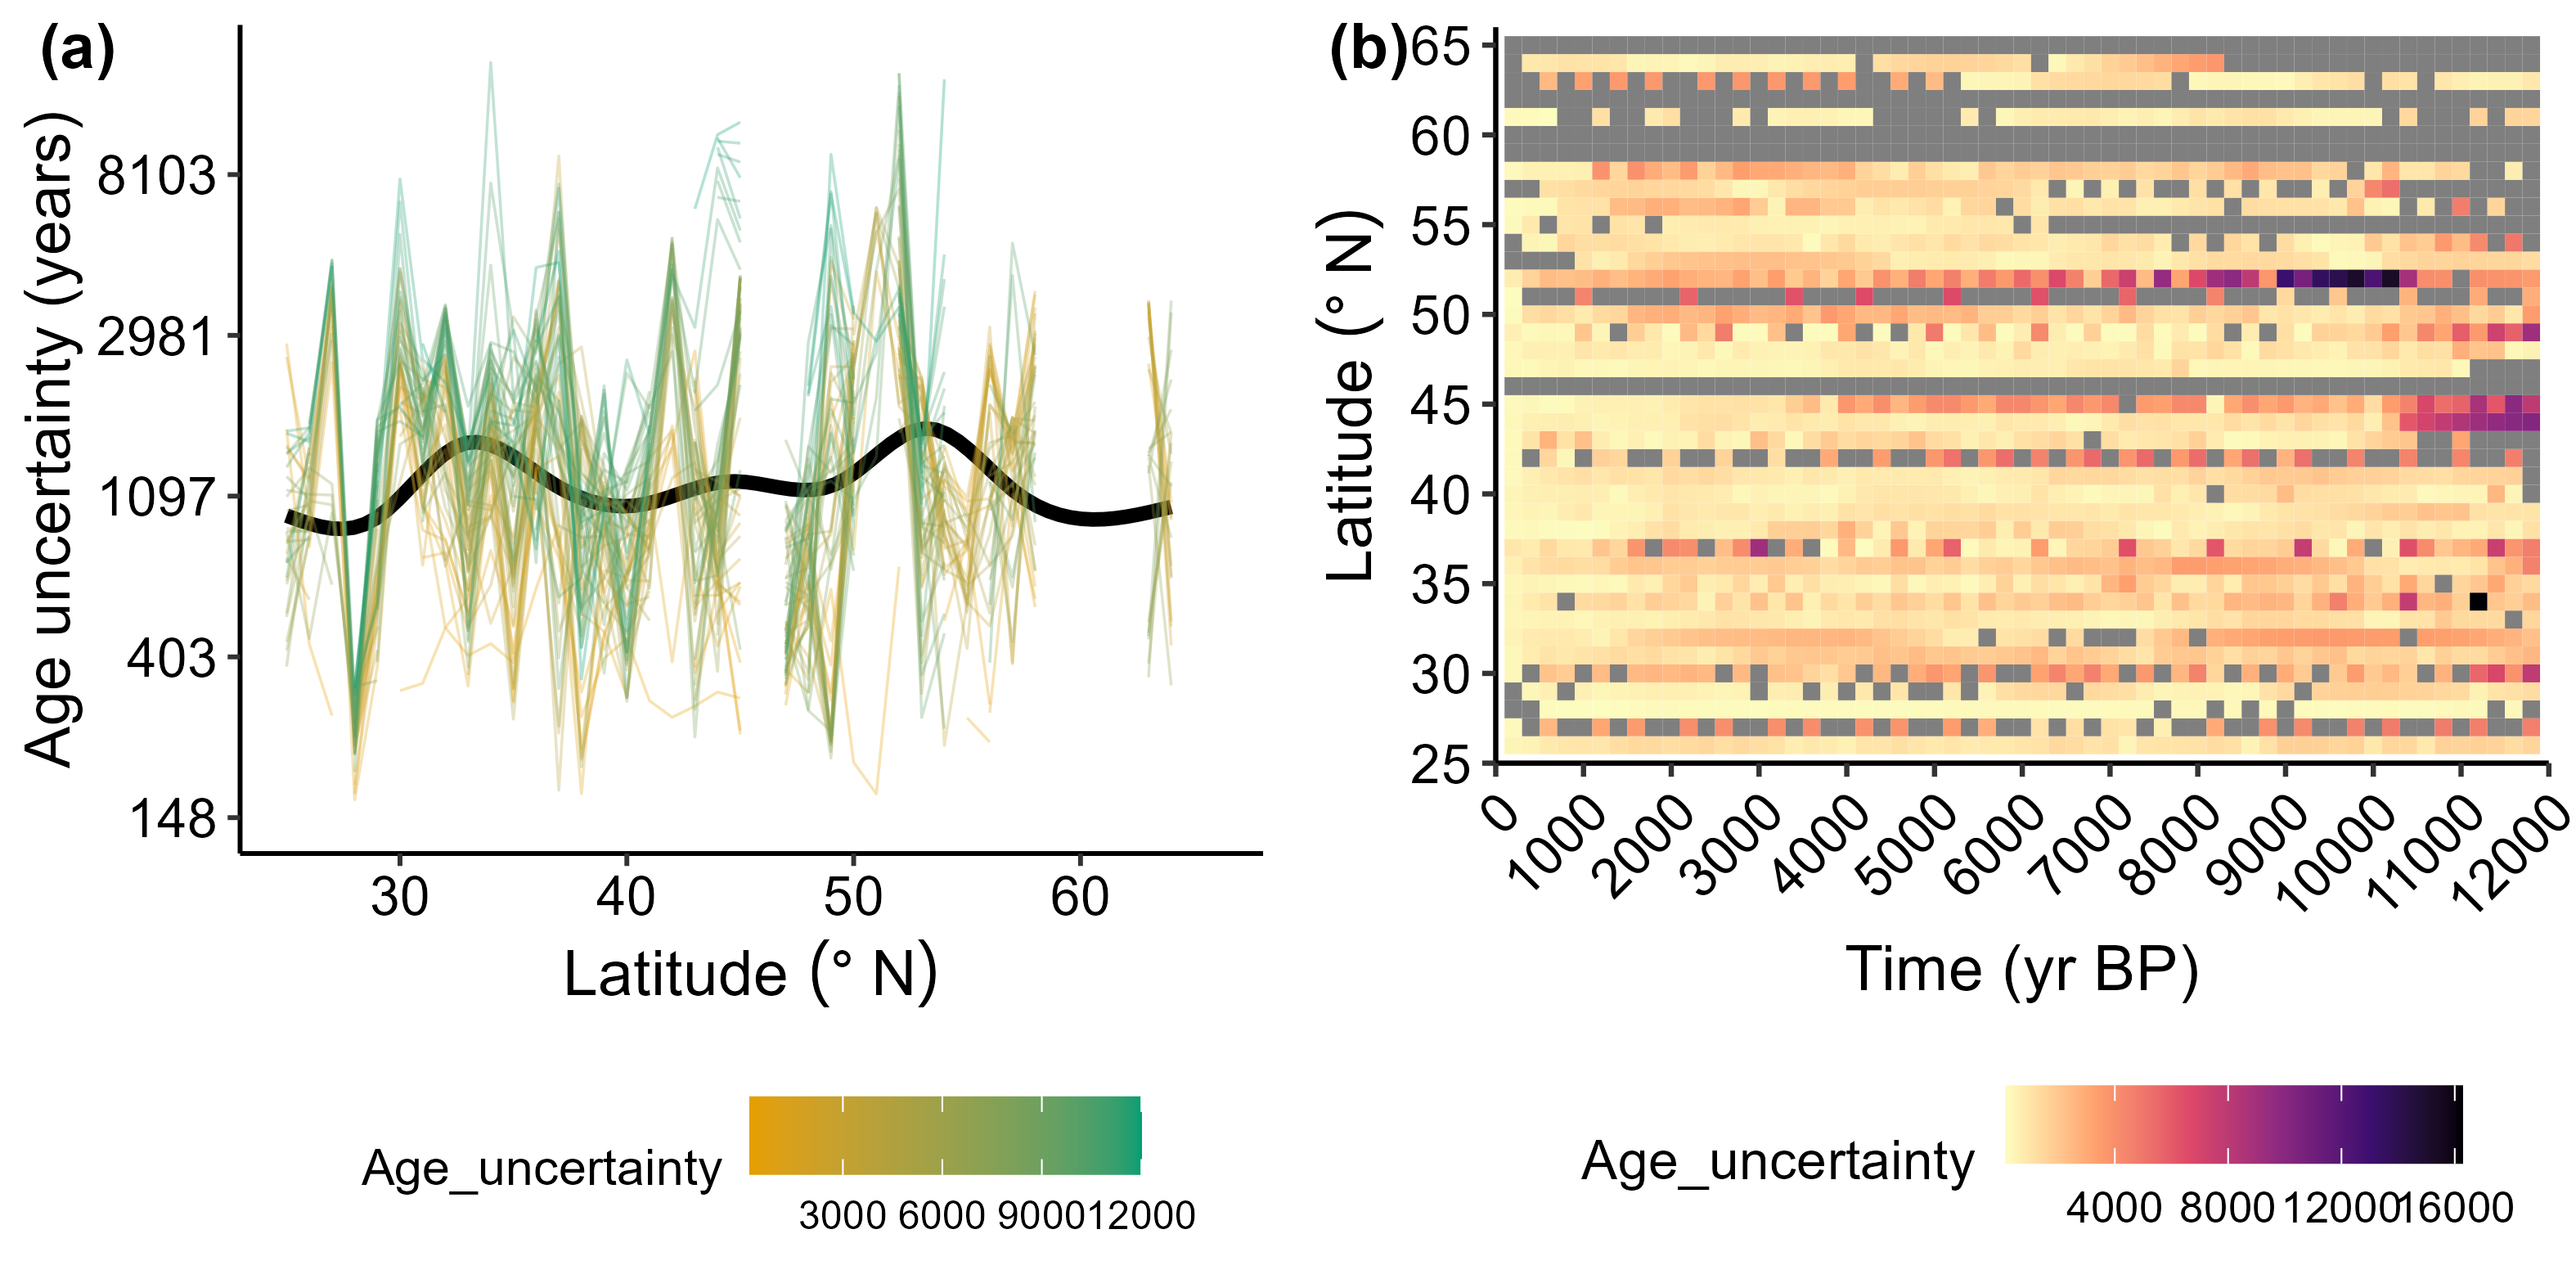 (a)
Age uncertainty (years)
8103
2981
1097
403
148
30 40 50 60
Latitude (° N)
Age_uncertainty
3000 6000 9000 12000
(b)
Latitude (° N)
65
60
55
50
45
40
35
30
25
0 1000 2000 3000 4000 5000 6000 7000 8000 9000 10000 11000 12000
Time (yr BP)
Age_uncertainty
4000 8000 12000 16000